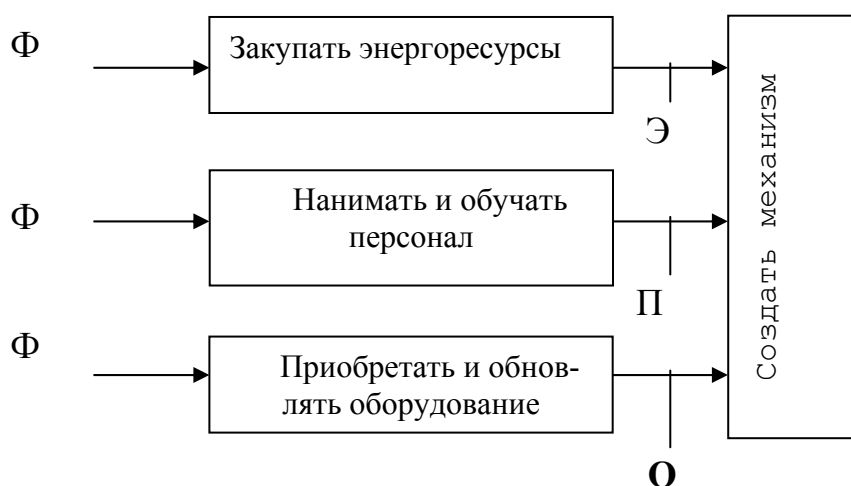 Ф
Закупать энергоресурсы
Э
Ф
Нанимать и обучать
персонал
П
Ф
Приобретать и обнов-
лять оборудование
О
Создать механизм